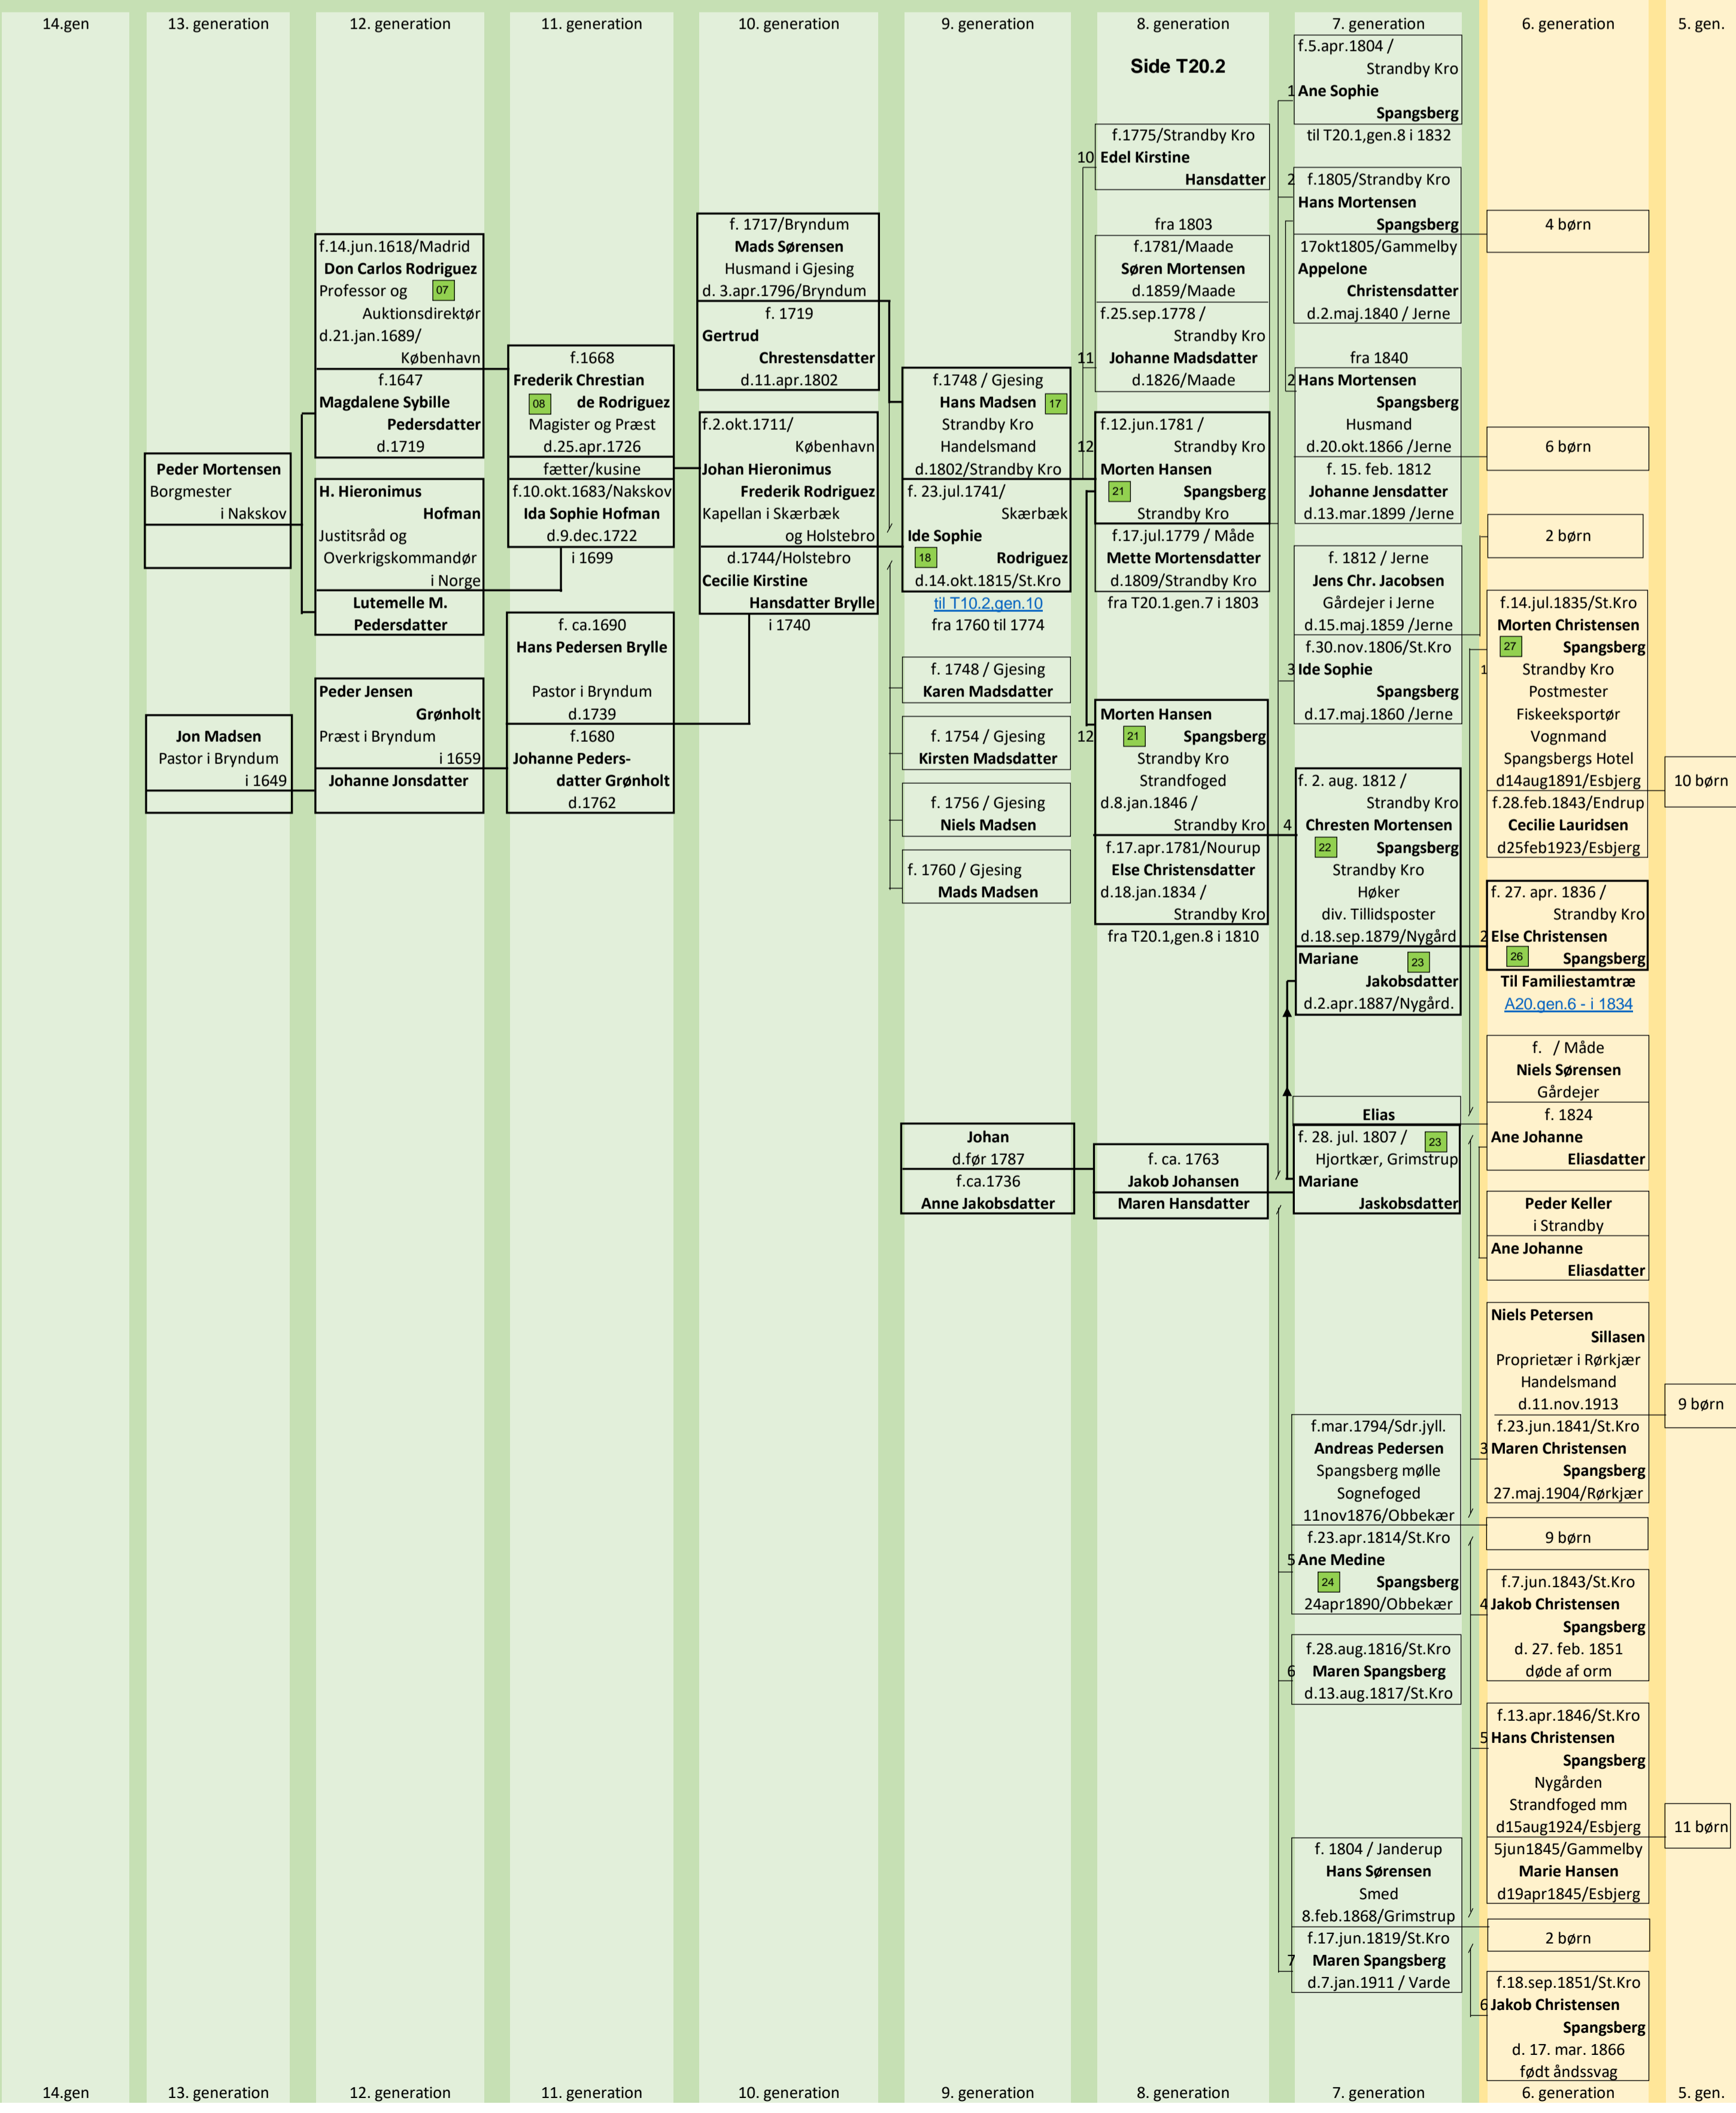 14.gen
13. generation
12. generation
11. generation
10. generation
9. generation
8. generation
7. generation
6. generation
5. gen.
Peder Mortensen
Borgmester
i Nakskov
Jon Madsen
Pastor i Bryndum
i 1649
f.14.jun.1618/Madrid
Don Carlos Rodriguez
Professor og 07
Auktionsdirektør
d.21.jan.1689/
København
f.1647
Magdalene Sybille
Pedersdatter
d.1719
H. Hieronimus
Hofman
Justitsråd og
Overkrigskommandør
i Norge
Lutemelle M.
Pedersdatter
Peder Jensen
Grønholt
Præst i Bryndum
i 1659
Johanne Jonsdatter
f.1668
Frederik Chrestian
08 de Rodriguez
Magister og Præst
d.25.apr.1726
fætter/kusine
f.10.okt.1683/Nakskov
Ida Sophie Hofman
d.9.dec.1722
i 1699
f. ca.1690
Hans Pedersen Brylle
Pastor i Bryndum
d.1739
f.1680
Johanne Peders-
datter Grønholt
d.1762
f. 1717/Bryndum
Mads Sørensen
Husmand i Gjesing
d. 3.apr.1796/Bryndum
f. 1719
Gertrud
Chrestensdatter
d.11.apr.1802
f.2.okt.1711/
København
Johan Hieronimus
Frederik Rodriguez
Kapellan i Skærbæk
og Holstebro
d.1744/Holstebro
Cecilie Kirstine
Hansdatter Brylle
i 1740
f.1748 / Gjesing
Hans Madsen 17
Strandby Kro
Handelsmand
d.1802/Strandby Kro
f. 23.jul.1741/
Skærbæk
Ide Sophie
18 Rodriguez
d.14.okt.1815/St.Kro
til T10.2,gen.10
fra 1760 til 1774
f. 1748 / Gjesing
Karen Madsdatter
f. 1754 / Gjesing
Kirsten Madsdatter
f. 1756 / Gjesing
Niels Madsen
f. 1760 / Gjesing
Mads Madsen
Johan
d.før 1787
f.ca.1736
Anne Jakobsdatter
Side T20.2
f.1775/Strandby Kro
10 Edel Kirstine
Hansdatter
fra 1803
f.1781/Maade
Søren Mortensen
d.1859/Maade
f.25.sep.1778 /
Strandby Kro
11 Johanne Madsdatter
d.1826/Maade
f.12.jun.1781 /
12 Strandby Kro
Morten Hansen
21 Spangsberg
Strandby Kro
f.17.jul.1779 / Måde
Mette Mortensdatter
d.1809/Strandby Kro
fra T20.1.gen.7 i 1803
Morten Hansen
12 21 Spangsberg
Strandby Kro
Strandfoged
d.8.jan.1846 /
Strandby Kro
f.17.apr.1781/Nourup
Else Christensdatter
d.18.jan.1834 /
Strandby Kro
fra T20.1,gen.8 i 1810
f. ca. 1763
Jakob Johansen
Maren Hansdatter
f.5.apr.1804 /
Strandby Kro
1 Ane Sophie
Spangsberg
til T20.1,gen.8 i 1832
2 f.1805/Strandby Kro
Hans Mortensen
Spangsberg
17okt1805/Gammelby
Appelone
Christensdatter
d.2.maj.1840 / Jerne
fra 1840
2 Hans Mortensen
Spangsberg
Husmand
d.20.okt.1866 /Jerne
f. 15. feb. 1812
Johanne Jensdatter
d.13.mar.1899 /Jerne
f. 1812 / Jerne
Jens Chr. Jacobsen
Gårdejer i Jerne
d.15.maj.1859 /Jerne
f.30.nov.1806/St.Kro
3 Ide Sophie
Spangsberg
d.17.maj.1860 /Jerne
f. 2. aug. 1812 /
Strandby Kro
4 Chresten Mortensen
22 Spangsberg
Strandby Kro
Høker
div. Tillidsposter
d.18.sep.1879/Nygård
Mariane 23
Jakobsdatter
d.2.apr.1887/Nygård.
Elias
f. 28. jul. 1807 / 23
Hjortkær, Grimstrup
Mariane
Jaskobsdatter
f.mar.1794/Sdr.jyll.
Andreas Pedersen
Spangsberg mølle
Sognefoged
11nov1876/Obbekær
f.23.apr.1814/St.Kro
5 Ane Medine
24 Spangsberg
24apr1890/Obbekær
f.28.aug.1816/St.Kro
6 Maren Spangsberg
d.13.aug.1817/St.Kro
f. 1804 / Janderup
Hans Sørensen
Smed
8.feb.1868/Grimstrup
f.17.jun.1819/St.Kro
7 Maren Spangsberg
d.7.jan.1911 / Varde
4 børn
6 børn
2 børn
f.14.jul.1835/St.Kro
Morten Christensen
27 Spangsberg
1 Strandby Kro
Postmester
Fiskeeksportør
Vognmand
Spangsbergs Hotel
d14aug1891/Esbjerg
f.28.feb.1843/Endrup
Cecilie Lauridsen
d25feb1923/Esbjerg
f. 27. apr. 1836 /
Strandby Kro
2 Else Christensen
26 Spangsberg
Til Familiestamtræ
A20.gen.6 - i 1834
f. / Måde
Niels Sørensen
Gårdejer
f. 1824
Ane Johanne
Eliasdatter
Peder Keller
i Strandby
Ane Johanne
Eliasdatter
Niels Petersen
Sillasen
Proprietær i Rørkjær
Handelsmand
d.11.nov.1913
f.23.jun.1841/St.Kro
3 Maren Christensen
Spangsberg
27.maj.1904/Rørkjær
9 børn
f.7.jun.1843/St.Kro
4 Jakob Christensen
Spangsberg
d. 27. feb. 1851
døde af orm
f.13.apr.1846/St.Kro
5 Hans Christensen
Spangsberg
Nygården
Strandfoged mm
d15aug1924/Esbjerg
5jun1845/Gammelby
Marie Hansen
d19apr1845/Esbjerg
2 børn
f.18.sep.1851/St.Kro
6 Jakob Christensen
Spangsberg
d. 17. mar. 1866
født åndssvag
10 børn
9 børn
11 børn
14.gen
13. generation
12. generation
11. generation
10. generation
9. generation
8. generation
7. generation
6. generation
5. gen.